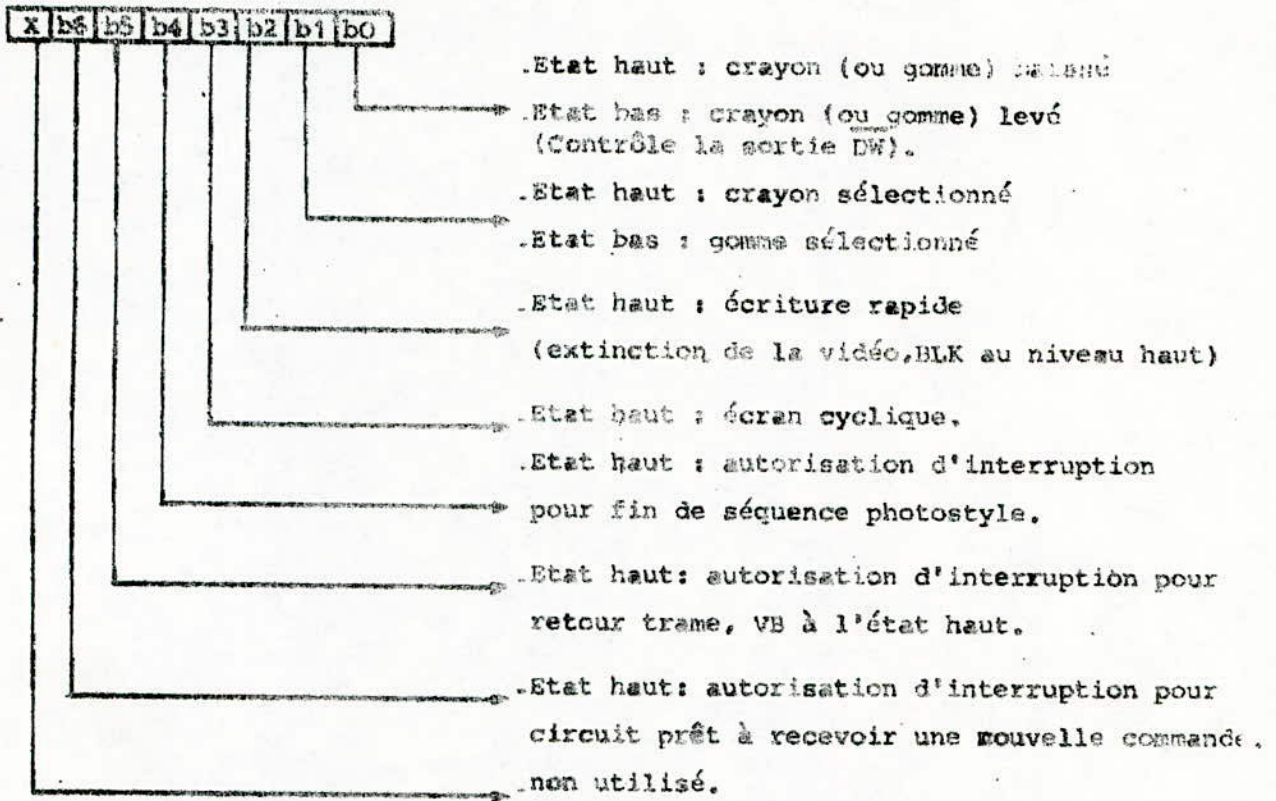 X b6 b5 b4 b3 b2 b1 b0
.Etat haut : crayon (ou gomme)
.Etat bas : crayon (ou gomme) levé
(Contrôle la sortie DW).
.Etat haut : crayon sélectionné
.Etat bas : gomme sélectionné
.Etat haut : écriture rapide
(extinction de la vidéo,BLK au niveau haut)
.Etat haut : écran cyclique.
.Etat haut : autorisation d'interruption
pour fin de séquence photostyle.
.Etat haut: autorisation d'interruption pour
retour trame, VB à l'état haut.
.Etat haut: autorisation d'interruption pour
circuit prêt à recevoir une nouvelle commande.
.non utilisé.